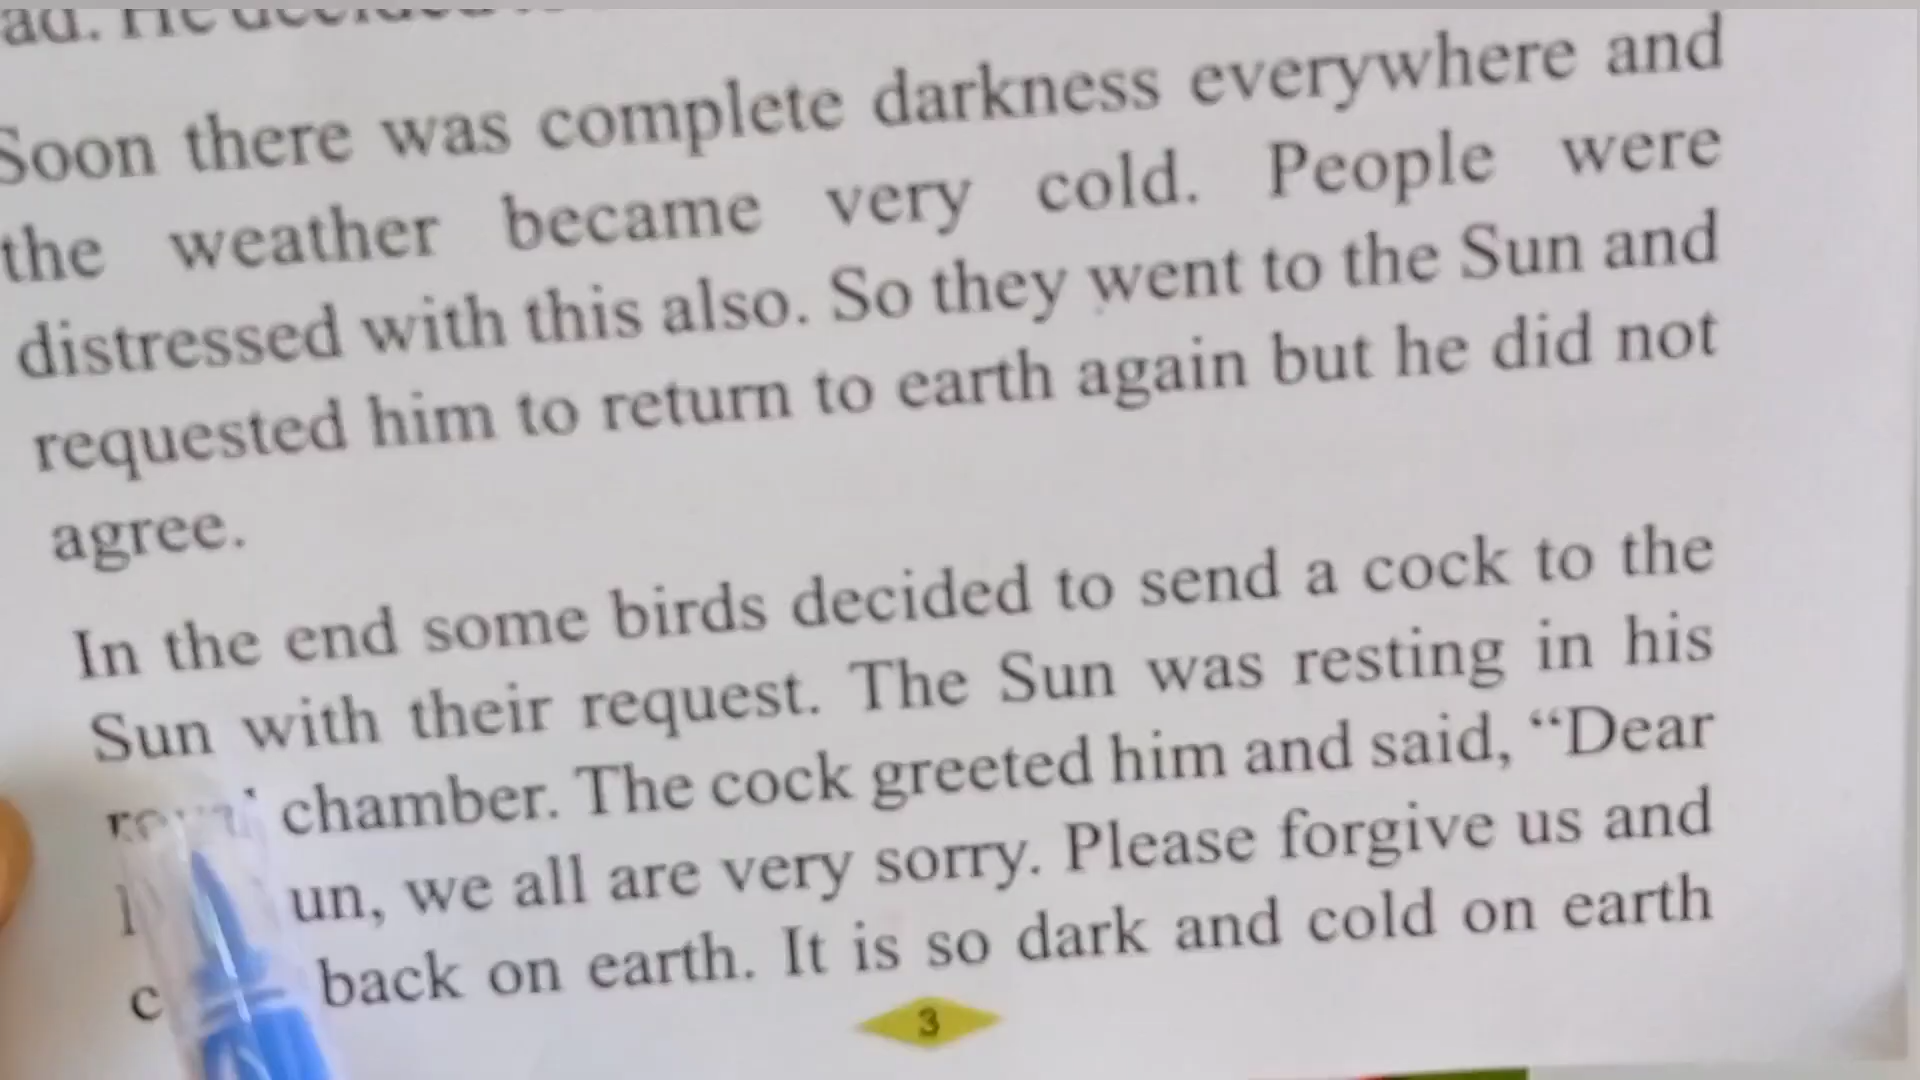 ad. He decided
Soon there was complete darkness everywhere and
the weather became very cold. People were
distressed with this also. So they went to the Sun and
requested him to return to earth again but he did not
agree.
In the end some birds decided to send a cock to the
Sun with their request. The Sun was resting in his
chamber. The cock greeted him and said, “Dear
un, we all are very sorry. Please forgive us and
back on earth. It is so dark and cold on earth
3